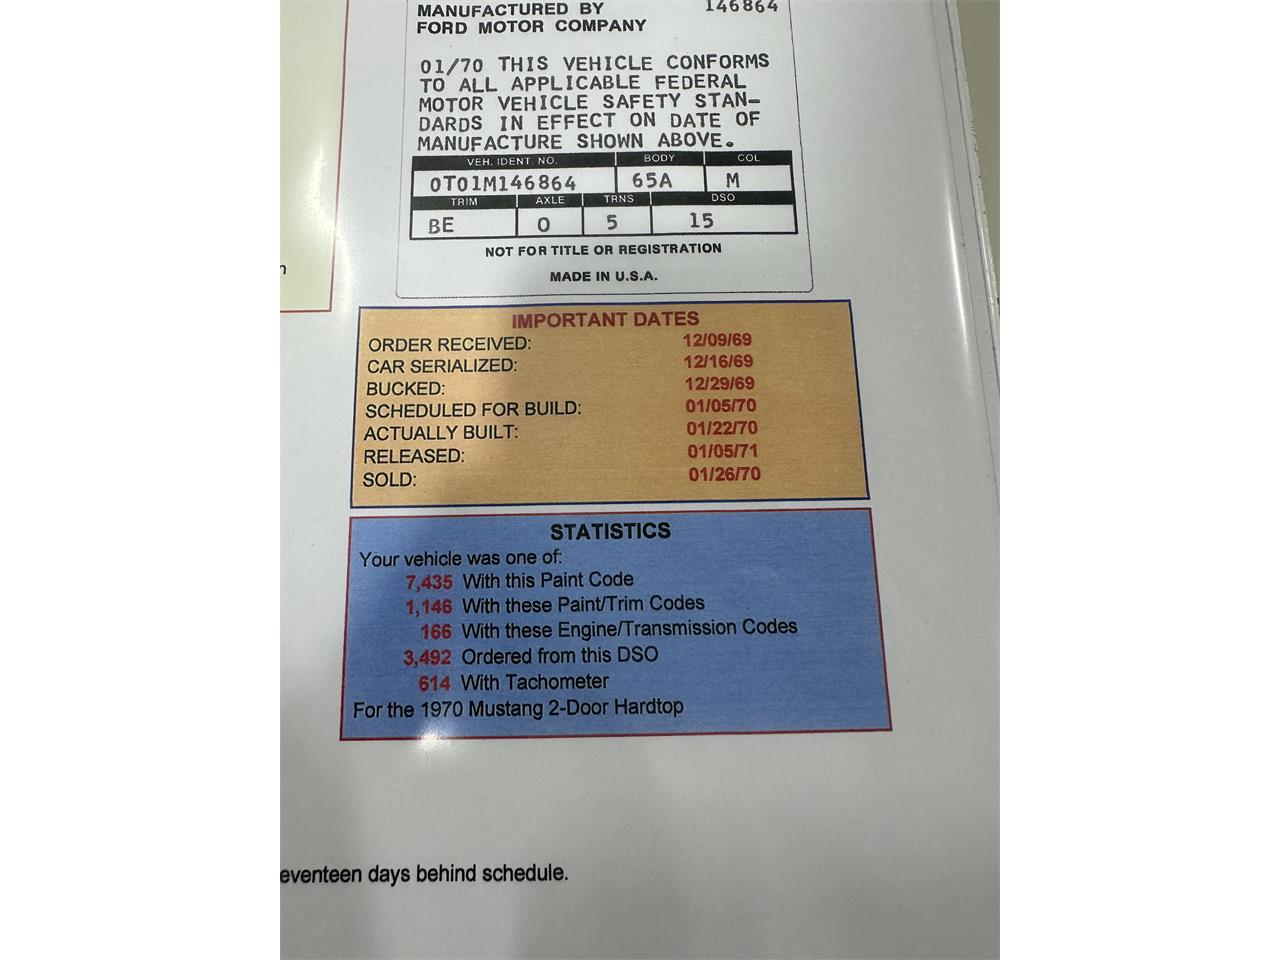 MANUFACTURED BY 146864
FORD MOTOR COMPANY
01/70 THIS VEHICLE CONFORMS
TO ALL APPLICABLE FEDERAL
MOTOR VEHICLE SAFETY STAN-
DARDS IN EFFECT ON DATE OF
MANUFACTURE SHOWN ABOVE.
VEH. IDENT. NO. BODY COL
0T01M146864 65A M
TRIM AXLE TRNS DSO
BE O 5 15
NOT FOR TITLE OR REGISTRATION
MADE IN U.S.A.
n
IMPORTANT DATES
ORDER RECEIVED: 12/09/69
CAR SERIALIZED: 12/16/69
BUCKED: 12/29/69
SCHEDULED FOR BUILD: 01/05/70
ACTUALLY BUILT: 01/22/70
RELEASED: 01/05/71
SOLD: 01/26/70
STATISTICS
Your vehicle was one of:
7,435 With this Paint Code
1,146 With these Paint/Trim Codes
166 With these Engine/Transmission Codes
3,492 Ordered from this DSO
614 With Tachometer
For the 1970 Mustang 2-Door Hardtop
eventeen days behind schedule.